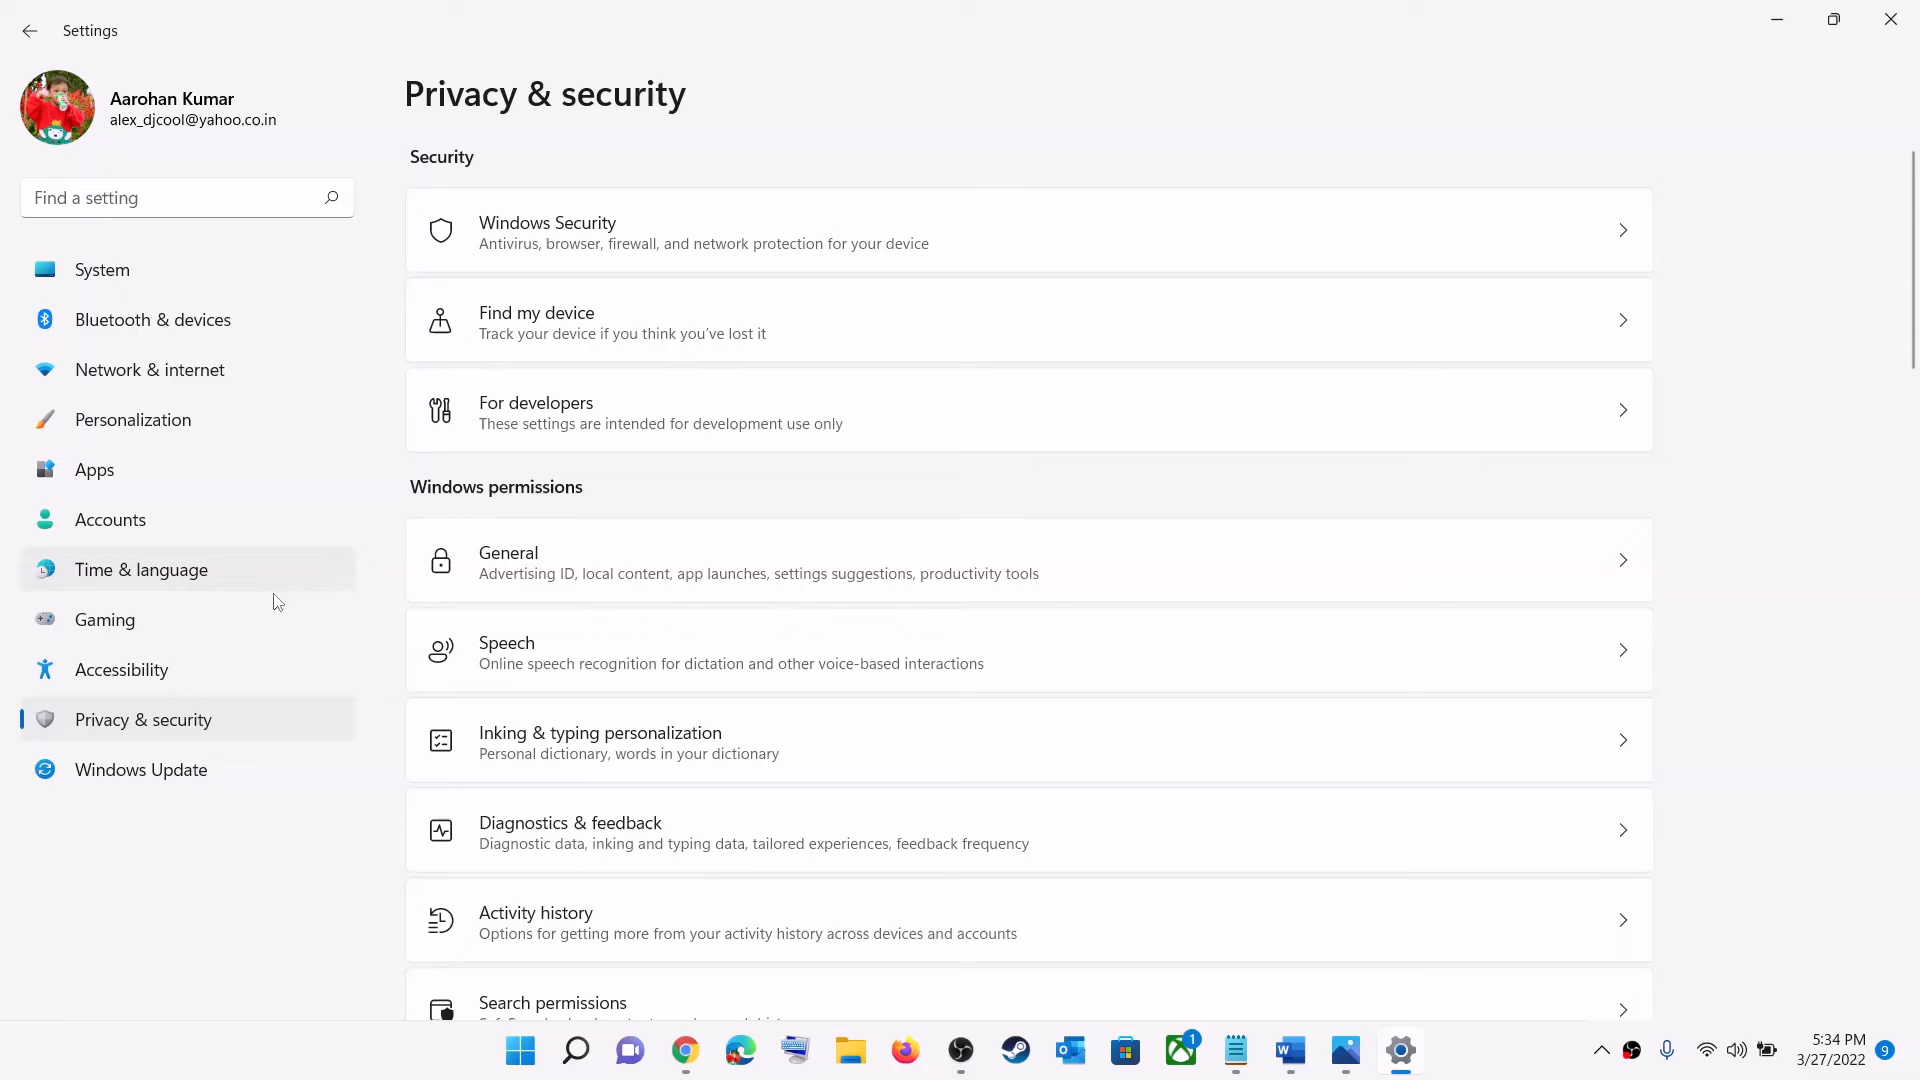 Settings
Aarohan Kumar
alex_djcool@yahoo.co.in
Find a setting
System
Bluetooth & devices
Network & internet
Personalization
Apps
Accounts
Time & language
Gaming
Accessibility
Privacy & security
Windows Update
Privacy & security
Security
Windows Security
Antivirus, browser, firewall, and network protection for your device
Find my device
Track your device if you think you've lost it
For developers
These settings are intended for development use only
Windows permissions
General
Advertising ID, local content, app launches, settings suggestions, productivity tools
Speech
Online speech recognition for dictation and other voice-based interactions
Inking & typing personalization
Personal dictionary, words in your dictionary
Diagnostics & feedback
Diagnostic data, inking and typing data, tailored experiences, feedback frequency
Activity history
Options for getting more from your activity history across devices and accounts
Search permissions
1
5:34 PM
3/27/2022
9